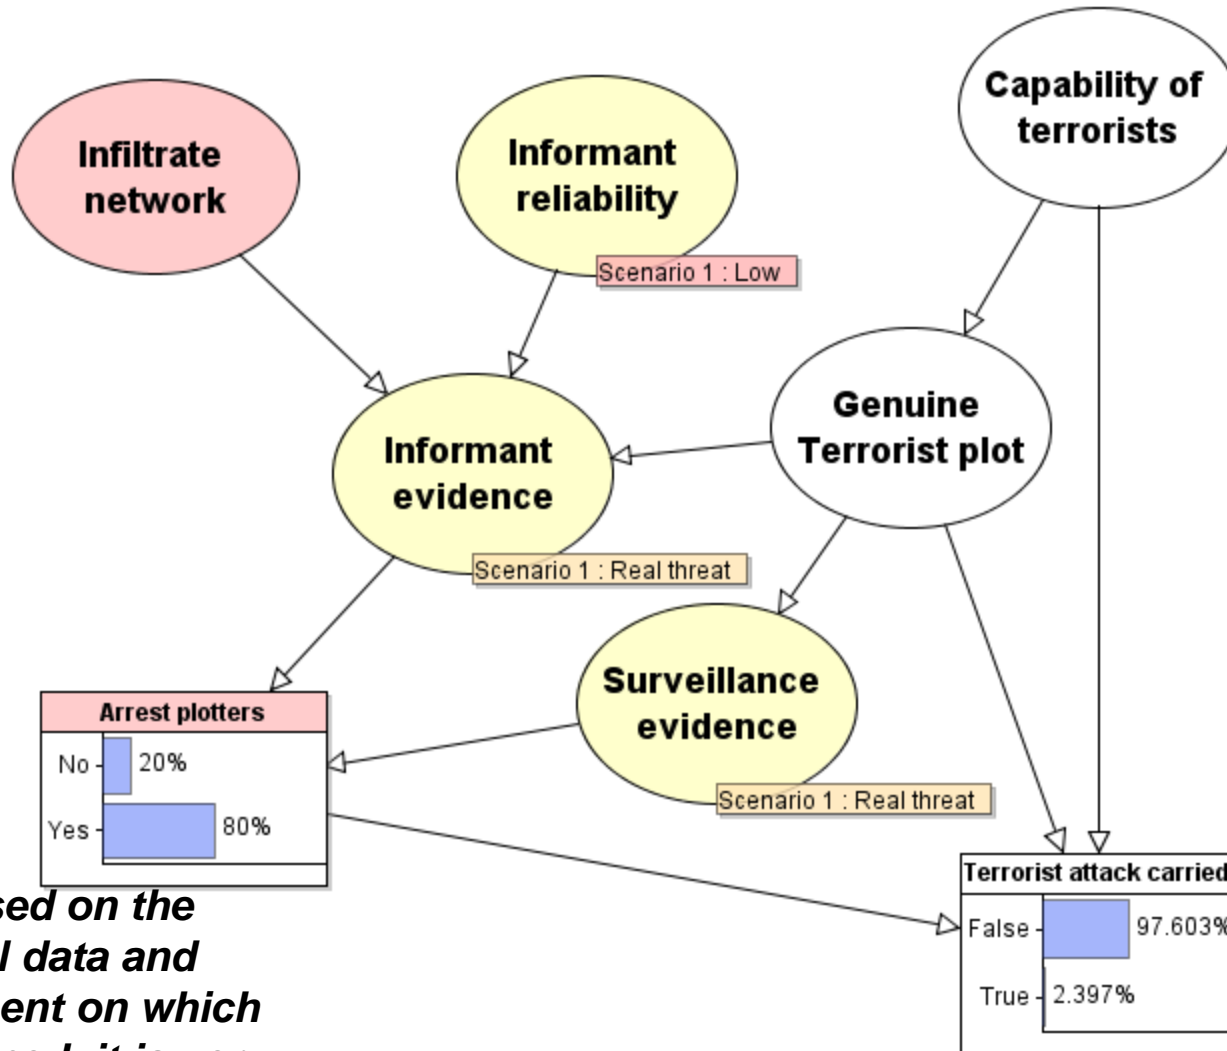 Capability of
terrorists
Infiltrate
network
Informant
reliability
Scenario 1 : Low
Genuine
Terrorist plot
Informant
evidence
Scenario 1 : Real threat
Surveillance
evidence
Scenario 1 : Real threat
Arrest plotters
No 20%
Yes 80%
Terrorist attack carried
False 97.603%
True 2.397%
sed on the
data and
ent on which